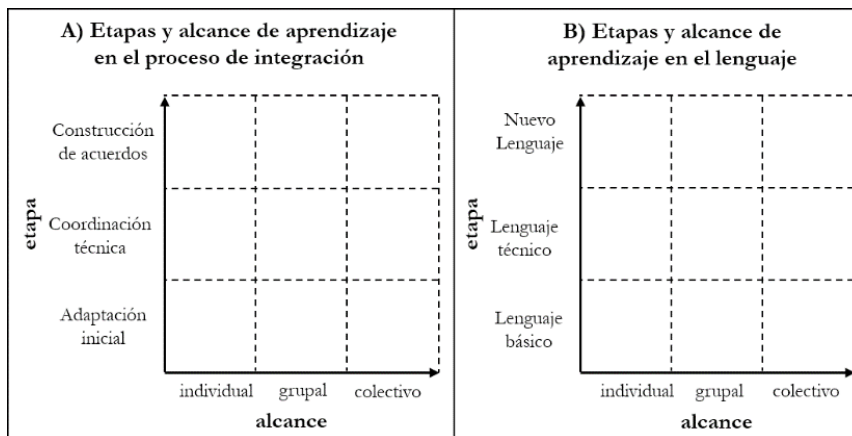 A) Etapas y alcance de aprendizaje
en el proceso de integración
Construcción
de acuerdos
Coordinación
técnica
Adaptación
inicial
etapa
individual grupal colectivo
alcance
B) Etapas y alcance de
aprendizaje en el lenguaje
Nuevo
Lenguaje
Lenguaje
técnico
Lenguaje
básico
etapa
individual grupal colectivo
alcance